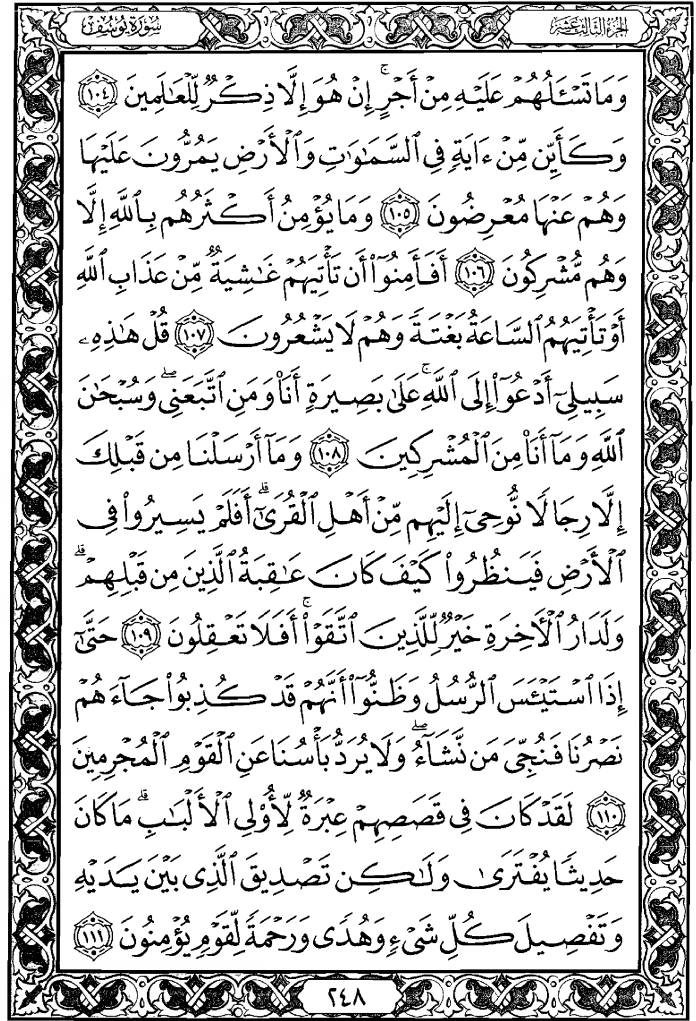 سُورَةُ يُوسُف
الجزء الثالث عشر
وَمَا تَسْـَٔلُهُمْ عَلَيْهِ مِنْ أَجْرٍ ۚ إِنْ هُوَ إِلَّا ذِكْرٌ لِّلْعَـٰلَمِينَ ١٠٤
وَكَأَيِّن مِّنْ ءَايَةٍ فِى ٱلسَّمَـٰوَٰتِ وَٱلْأَرْضِ يَمُرُّونَ عَلَيْهَا
وَهُمْ عَنْهَا مُعْرِضُونَ ١٠٥ وَمَا يُؤْمِنُ أَكْثَرُهُم بِٱللَّهِ إِلَّا
وَهُم مُّشْرِكُونَ ١٠٦ أَفَأَمِنُوٓا۟ أَن تَأْتِيَهُمْ غَـٰشِيَةٌ مِّنْ عَذَابِ ٱللَّهِ
أَوْ تَأْتِيَهُمُ ٱلسَّاعَةُ بَغْتَةً وَهُمْ لَا يَشْعُرُونَ ١٠٧ قُلْ هَـٰذِهِۦ
سَبِيلِىٓ أَدْعُوٓا۟ إِلَى ٱللَّهِ ۚ عَلَىٰ بَصِيرَةٍ أَنَا۠ وَمَنِ ٱتَّبَعَنِى ۖ وَسُبْحَـٰنَ
ٱللَّهِ وَمَآ أَنَا۠ مِنَ ٱلْمُشْرِكِينَ ١٠٨ وَمَآ أَرْسَلْنَا مِن قَبْلِكَ
إِلَّا رِجَالًا نُّوحِىٓ إِلَيْهِم مِّنْ أَهْلِ ٱلْقُرَىٰٓ ۗ أَفَلَمْ يَسِيرُوا۟ فِى
ٱلْأَرْضِ فَيَنظُرُوا۟ كَيْفَ كَانَ عَـٰقِبَةُ ٱلَّذِينَ مِن قَبْلِهِمْ ۗ
وَلَدَارُ ٱلْـَٔاخِرَةِ خَيْرٌ لِّلَّذِينَ ٱتَّقَوْا۟ ۚ أَفَلَا تَعْقِلُونَ ١٠٩ حَتَّىٰٓ
إِذَا ٱسْتَيْـَٔسَ ٱلرُّسُلُ وَظَنُّوٓا۟ أَنَّهُمْ قَدْ كُذِبُوا۟ جَآءَهُمْ
نَصْرُنَا فَنُجِّىَ مَن نَّشَآءُ ۖ وَلَا يُرَدُّ بَأْسُنَا عَنِ ٱلْقَوْمِ ٱلْمُجْرِمِينَ
١١٠ لَقَدْ كَانَ فِى قَصَصِهِمْ عِبْرَةٌ لِّأُو۟لِى ٱلْأَلْبَـٰبِ ۗ مَا كَانَ
حَدِيثًا يُفْتَرَىٰ وَلَـٰكِن تَصْدِيقَ ٱلَّذِى بَيْنَ يَدَيْهِ
وَتَفْصِيلَ كُلِّ شَىْءٍ وَهُدًى وَرَحْمَةً لِّقَوْمٍ يُؤْمِنُونَ ١١١
٢٤٨